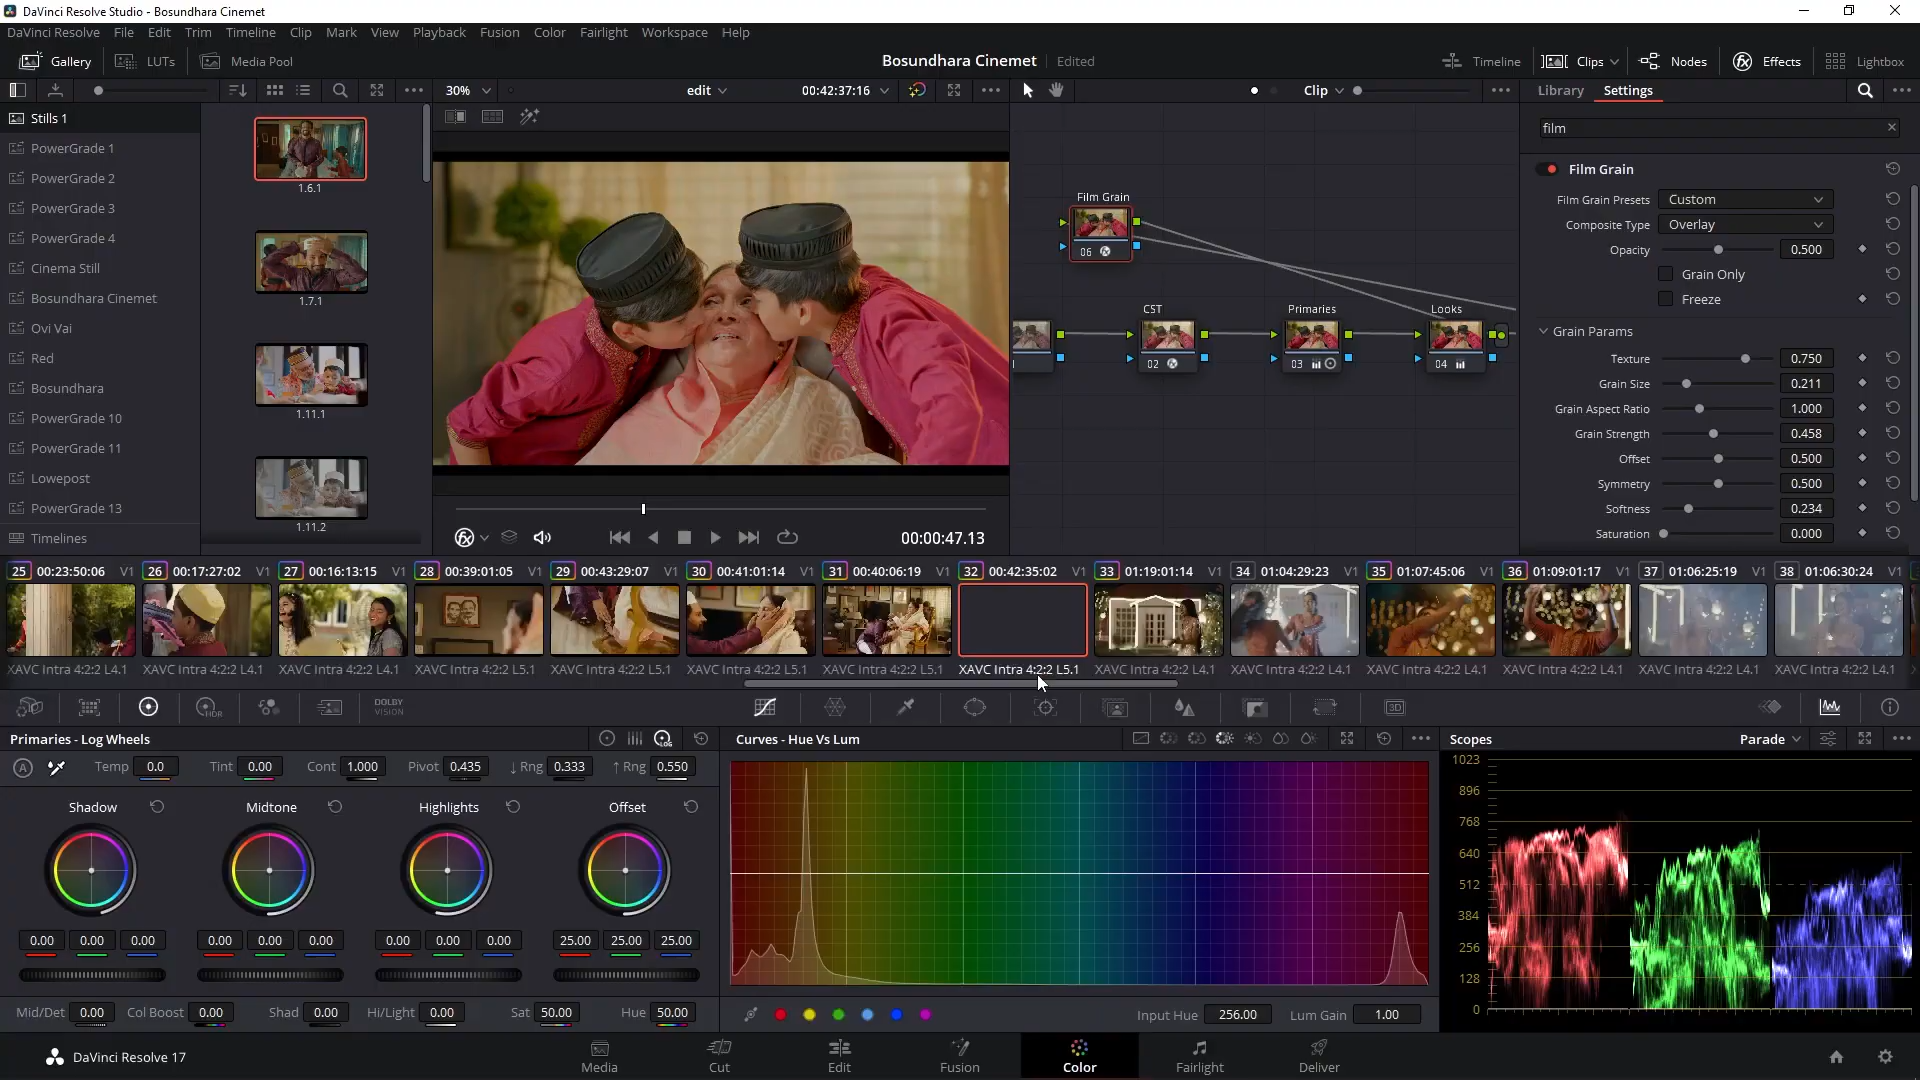 DaVinci Resolve Studio - Bosundhara Cinemet
DaVinci Resolve File Edit Trim Timeline Clip Mark View Playback Fusion Color Fairlight Workspace Help
Gallery LUTs Media Pool Bosundhara Cinemet Edited Timeline Clips Nodes Effects Lightbox
30% edit 00:42:37:16 Clip Library Settings
Stills 1
PowerGrade 1
PowerGrade 2
PowerGrade 3
PowerGrade 4
Cinema Still
Bosundhara Cinemet
Ovi Vai
Red
Bosundhara
PowerGrade 10
PowerGrade 11
Lowepost
PowerGrade 13
Timelines
1.6.1
1.7.1
1.11.1
1.11.2
00:00:47.13
Film Grain
06
CST
02
Primaries
03
Looks
04
film
Film Grain
Film Grain Presets Custom
Composite Type Overlay
Opacity 0.500
Grain Only
Freeze
Grain Params
Texture 0.750
Grain Size 0.211
Grain Aspect Ratio 1.000
Grain Strength 0.458
Offset 0.500
Symmetry 0.500
Softness 0.234
Saturation 0.000
25 00:23:50:06 V1 26 00:17:27:02 V1 27 00:16:13:15 V1 28 00:39:01:05 V1 29 00:43:29:07 V1 30 00:41:01:14 V1 31 00:40:06:19 V1 32 00:42:35:02 V1 33 01:19:01:14 V1 34 01:04:29:23 V1 35 01:07:45:06 V1 36 01:09:01:17 V1 37 01:06:25:19 V1 38 01:06:30:24 V1
XAVC Intra 4:2:2 L4.1 XAVC Intra 4:2:2 L4.1 XAVC Intra 4:2:2 L4.1 XAVC Intra 4:2:2 L5.1 XAVC Intra 4:2:2 L5.1 XAVC Intra 4:2:2 L5.1 XAVC Intra 4:2:2 L5.1 XAVC Intra 4:2:2 L5.1 XAVC Intra 4:2:2 L4.1 XAVC Intra 4:2:2 L4.1 XAVC Intra 4:2:2 L4.1 XAVC Intra 4:2:2 L4.1 XAVC Intra 4:2:2 L4.1 XAVC Intra 4:2:2 L4.1
HDR
DOLBY
VISION
3D
Primaries - Log Wheels
LOG
A Temp 0.0 Tint 0.00 Cont 1.000 Pivot 0.435 ↓ Rng 0.333 ↑ Rng 0.550
Shadow Midtone Highlights Offset
0.00 0.00 0.00 0.00 0.00 0.00 0.00 0.00 0.00 25.00 25.00 25.00
Mid/Det 0.00 Col Boost 0.00 Shad 0.00 Hi/Light 0.00 Sat 50.00 Hue 50.00
Curves - Hue Vs Lum
Input Hue 256.00 Lum Gain 1.00
Scopes Parade
1023
896
768
640
512
384
256
128
0
DaVinci Resolve 17 Media Cut Edit Fusion Color Fairlight Deliver